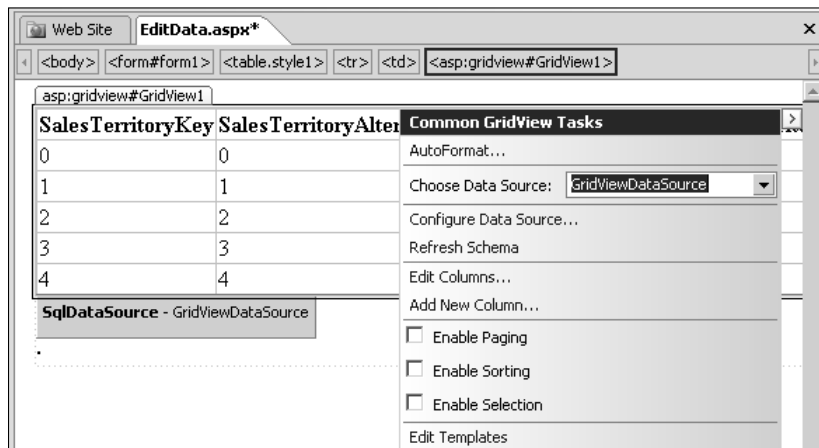 Web Site EditData.aspx*
<body> <form#form1> <table.style1> <tr> <td> <asp:gridview#GridView1>
asp:gridview#GridView1
SalesTerritoryKey SalesTerritoryAlter
0 0
1 1
2 2
3 3
4 4
SqlDataSource - GridViewDataSource
Common GridView Tasks
AutoFormat...
Choose Data Source: GridViewDataSource
Configure Data Source...
Refresh Schema
Edit Columns...
Add New Column...
Enable Paging
Enable Sorting
Enable Selection
Edit Templates